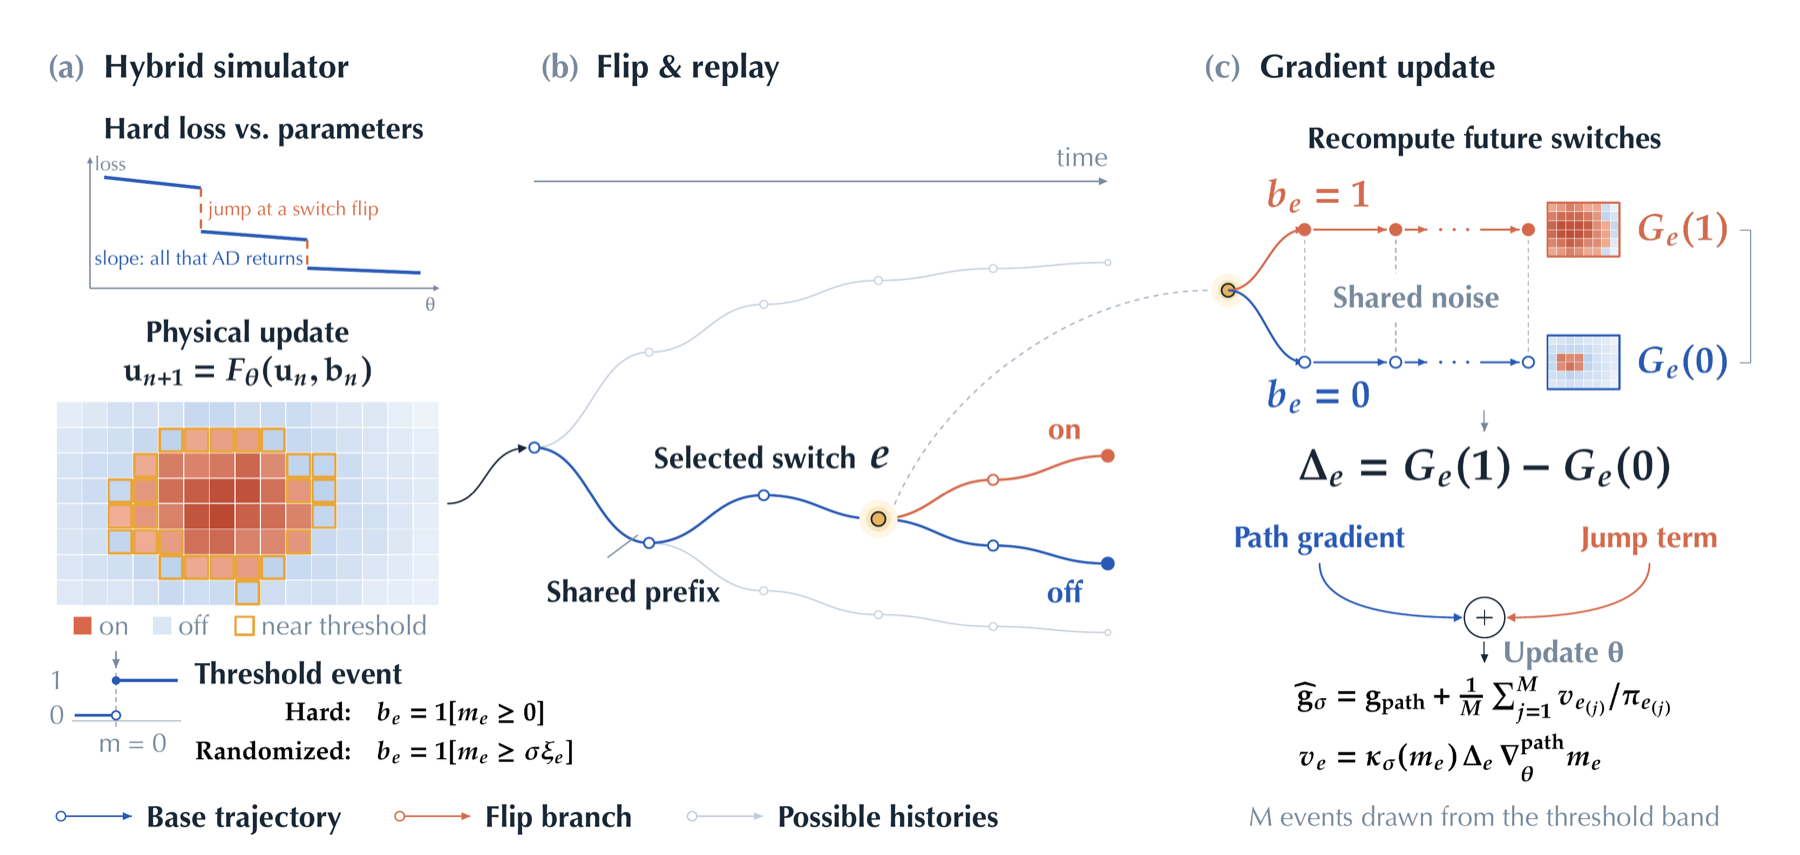 (a) Hybrid simulator
Hard loss vs. parameters
loss
jump at a switch flip
slope: all that AD returns
θ
Physical update
uₙ₊₁ = F_θ(uₙ, bₙ)
on off near threshold
1
0
m = 0
Threshold event
Hard: b_e = 1[m_e ≥ 0]
Randomized: b_e = 1[m_e ≥ σξ_e]
(b) Flip & replay
time
Selected switch e
on
Shared prefix
off
(c) Gradient update
Recompute future switches
b_e = 1
G_e(1)
Shared noise
G_e(0)
b_e = 0
Δ_e = G_e(1) − G_e(0)
Path gradient
Jump term
+
Update θ
ĝ_σ = g_path + 1/M ∑_{j=1}^{M} v_{e(j)}/π_{e(j)}
v_e = κ_σ(m_e) Δ_e ∇_θ^path m_e
M events drawn from the threshold band
Base trajectory Flip branch Possible histories